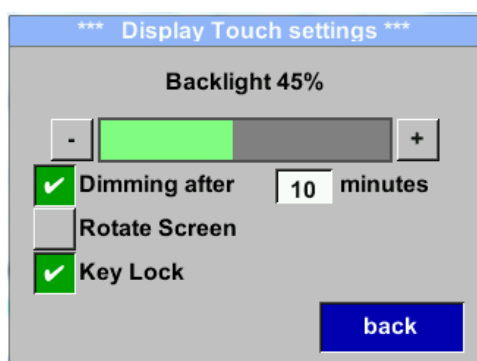 *** Display Touch settings ***
Backlight 45%
- +
Dimming after 10 minutes
Rotate Screen
Key Lock
back